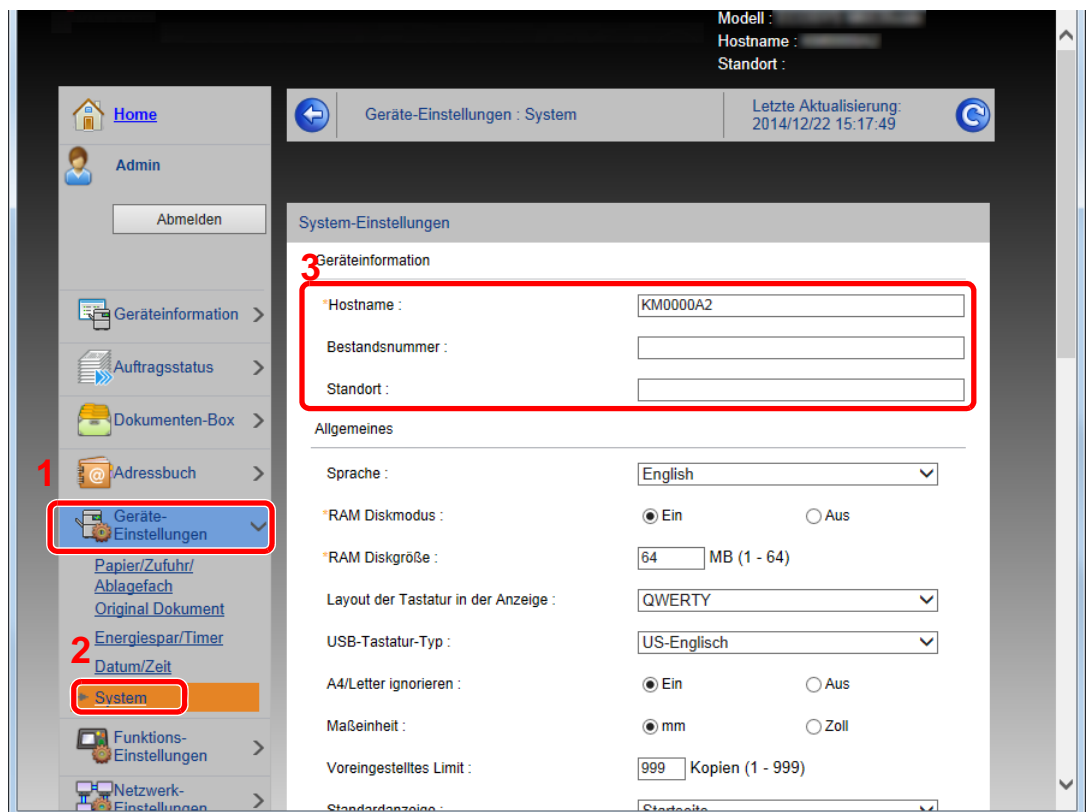 Modell :
Hostname :
Standort :
Home
Admin
Abmelden
Geräteinformation
Auftragsstatus
Dokumenten-Box
1
Adressbuch
Geräte-
Einstellungen
Papier/Zufuhr/
Ablagefach
Original Dokument
Energiespar/Timer
2
Datum/Zeit
System
Funktions-
Einstellungen
Netzwerk-
Einstellungen
Geräte-Einstellungen : System
Letzte Aktualisierung:
2014/12/22 15:17:49
System-Einstellungen
3
Geräteinformation
*Hostname : KM0000A2
Bestandsnummer :
Standort :
Allgemeines
Sprache : English
*RAM Diskmodus : Ein Aus
*RAM Diskgröße : 64 MB (1 - 64)
Layout der Tastatur in der Anzeige : QWERTY
USB-Tastatur-Typ : US-Englisch
A4/Letter ignorieren : Ein Aus
Maßeinheit : mm Zoll
Voreingestelltes Limit : 999 Kopien (1 - 999)
Standardanzeige : Startseite